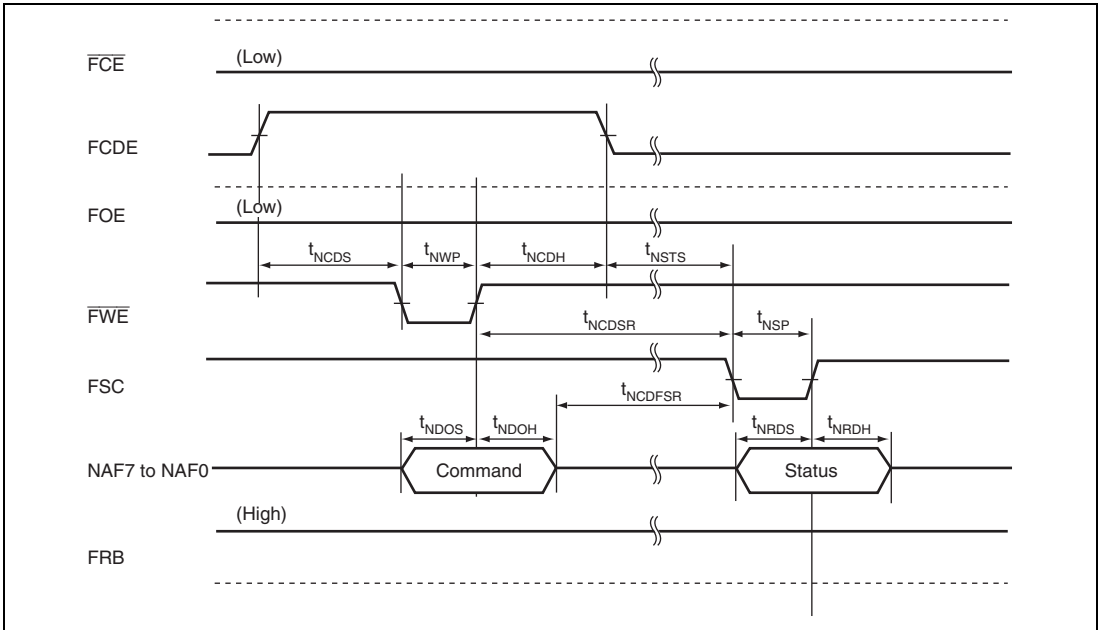 FCE
(Low)
FCDE
FOE
(Low)
tNCDS
tNWP
tNCDH
tNSTS
FWE
tNCDSR
tNSP
FSC
tNCDFSR
tNDOS
tNDOH
tNRDS
tNRDH
NAF7 to NAF0
Command
Status
(High)
FRB